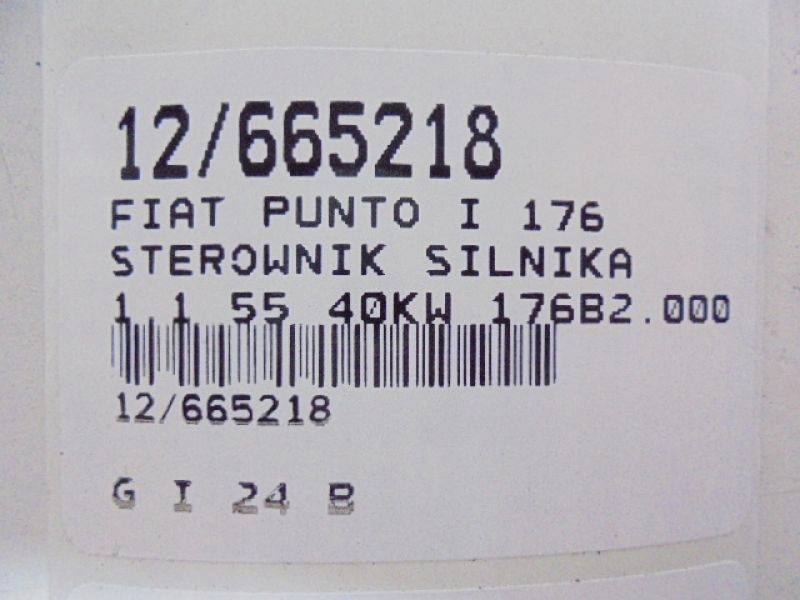 12/665218
FIAT PUNTO I 176
STEROWNIK SILNIKA
1.1 55 40KW 176B2.000
12/665218
G I 24 B